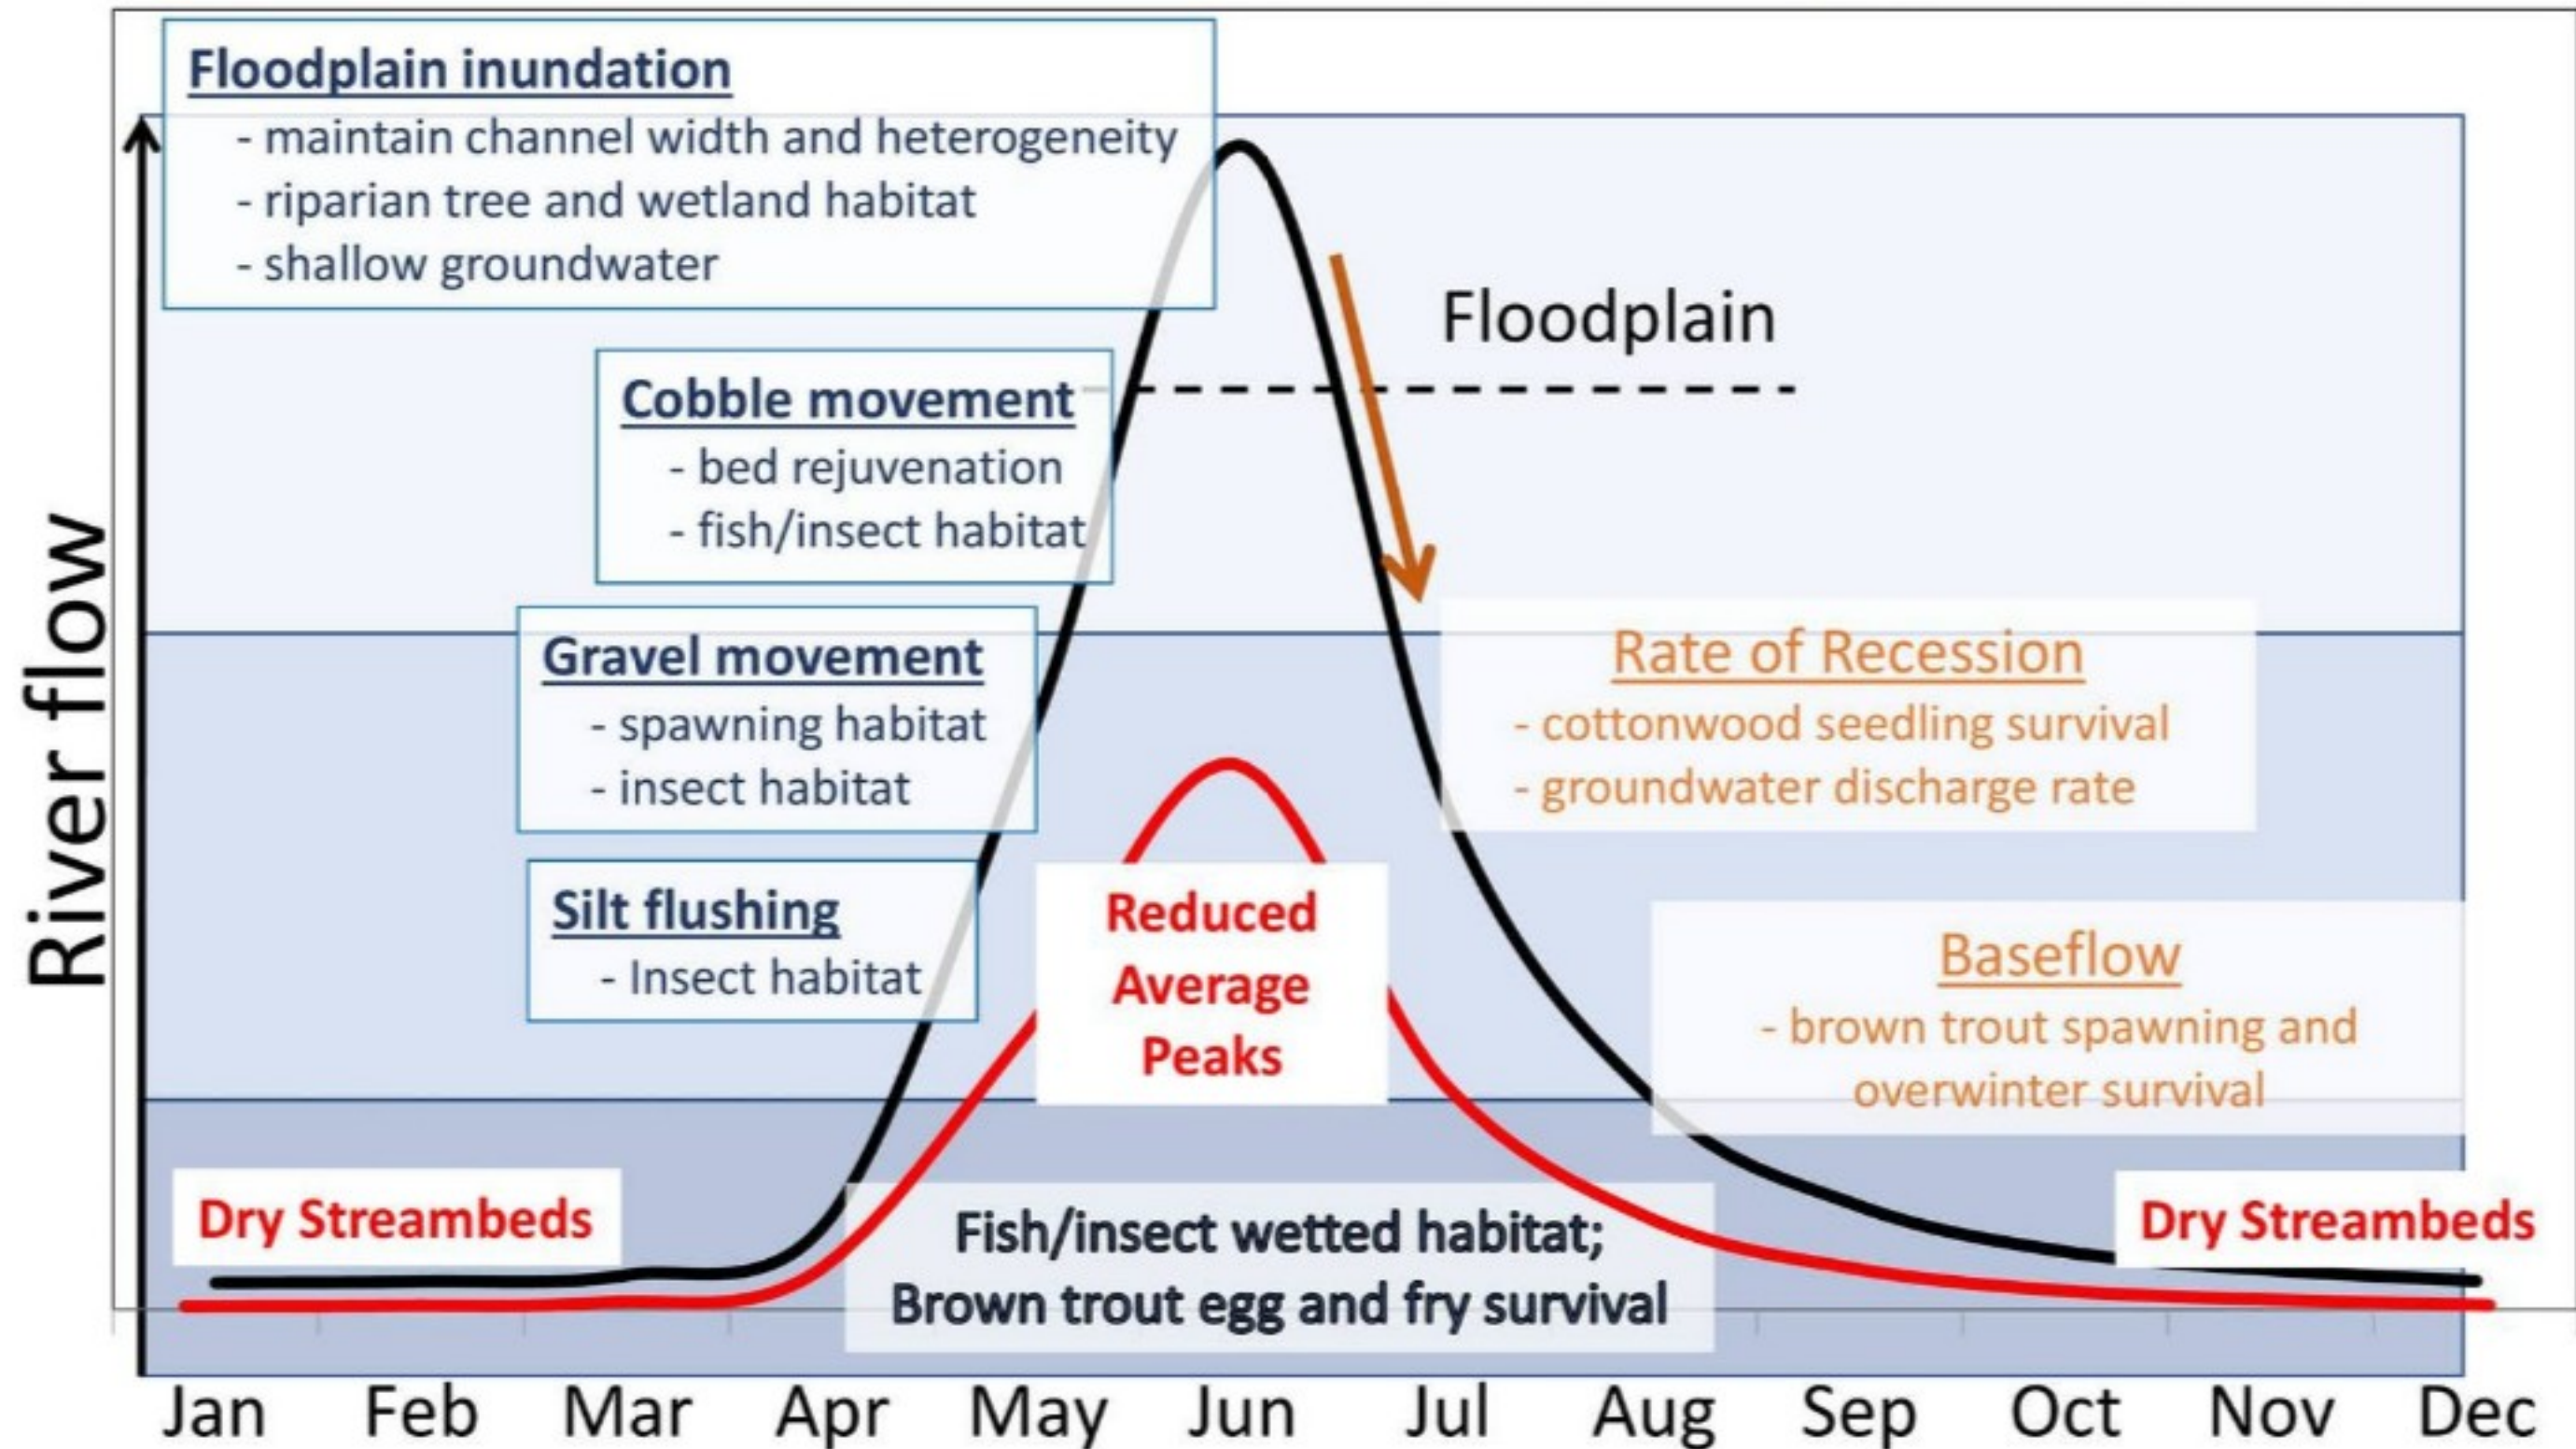 Floodplain inundation
- maintain channel width and heterogeneity
- riparian tree and wetland habitat
- shallow groundwater
Floodplain
Cobble movement
- bed rejuvenation
- fish/insect habitat
River flow
Gravel movement
- spawning habitat
- insect habitat
Rate of Recession
- cottonwood seedling survival
- groundwater discharge rate
Silt flushing
- Insect habitat
Reduced
Average
Peaks
Baseflow
- brown trout spawning and
overwinter survival
Dry Streambeds
Fish/insect wetted habitat;
Brown trout egg and fry survival
Dry Streambeds
Jan Feb Mar Apr May Jun Jul Aug Sep Oct Nov Dec